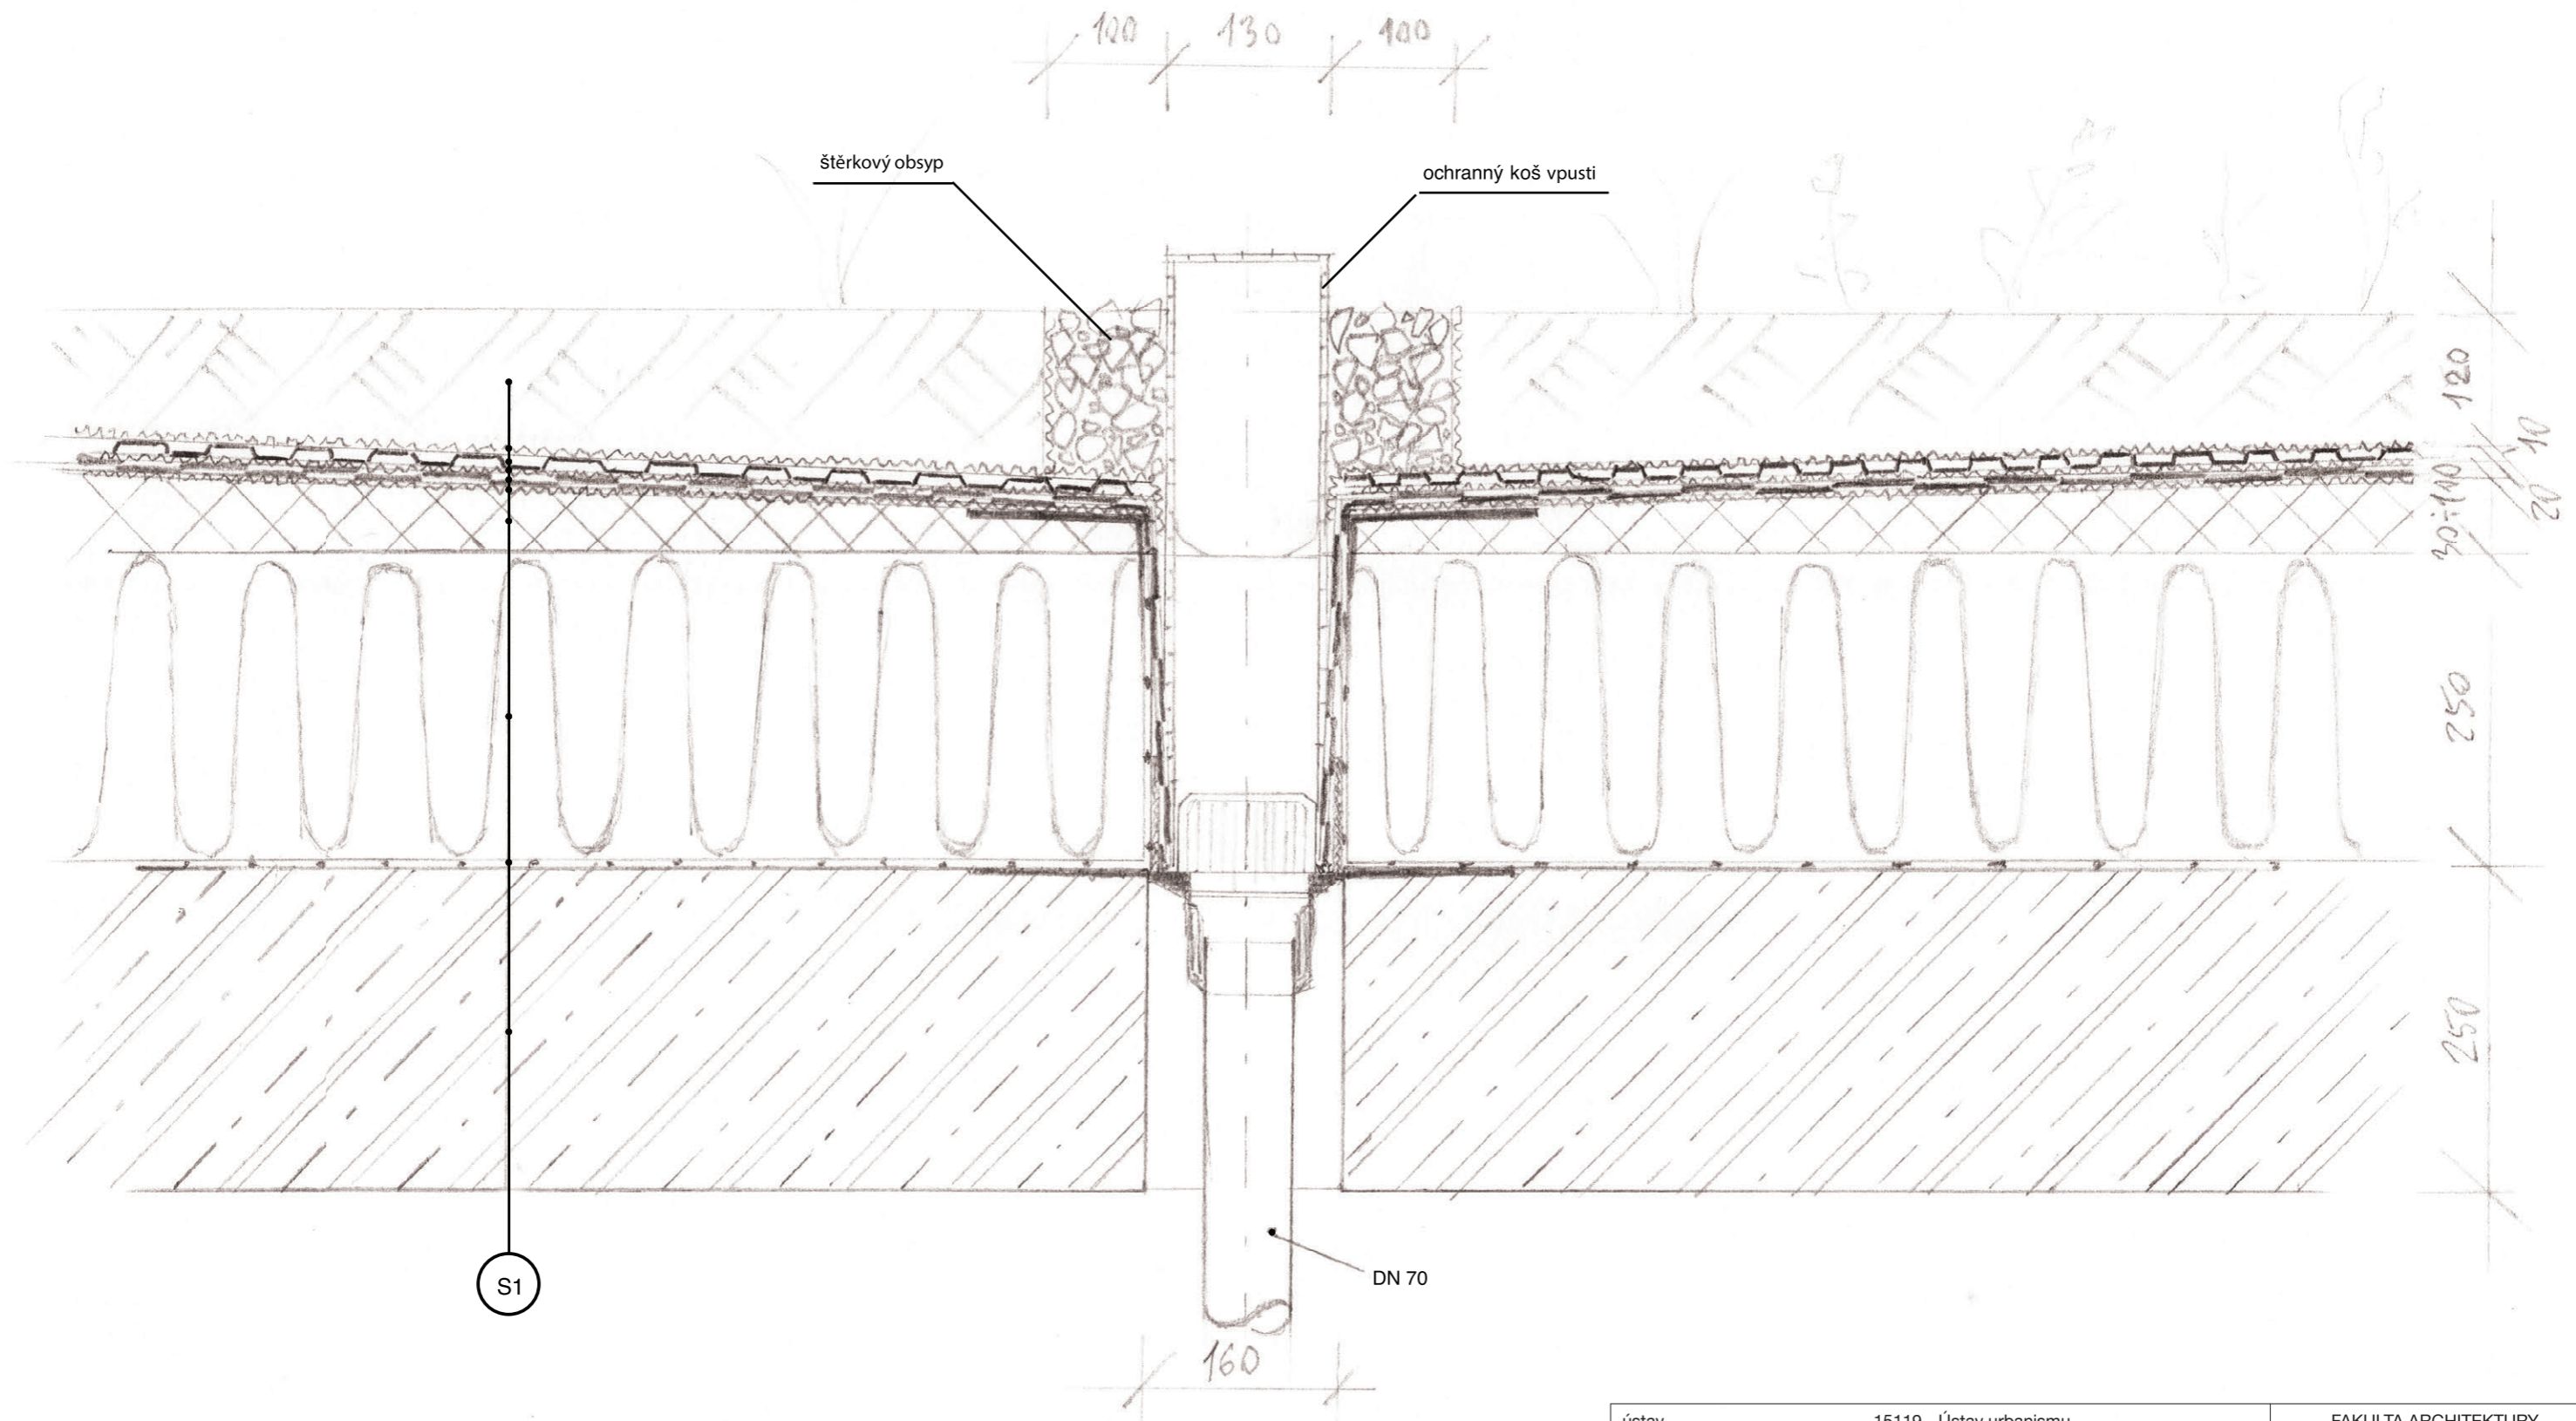 100 130 100
štěrkový obsyp
ochranný koš vpusti
120
10
30÷140
20
250
250
S1
DN 70
160
ústav 15119 - Ústav urbanismu FAKULTA ARCHITEKTURY